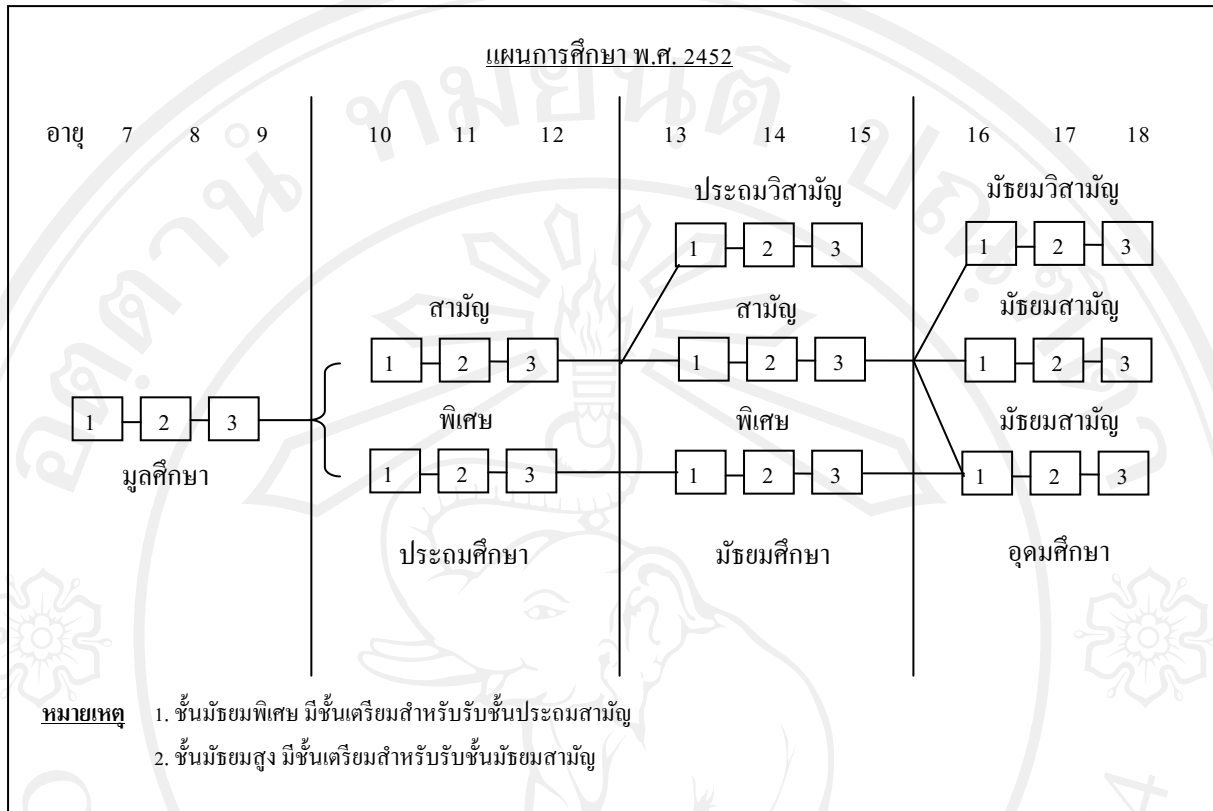 แผนการศึกษา พ.ศ. 2452
อายุ 7 8 9 10 11 12 13 14 15 16 17 18
ประถมวิสามัญ มัธยมวิสามัญ
1 2 3 1 2 3
สามัญ สามัญ มัธยมสามัญ
1 2 3 1 2 3 1 2 3
1 2 3 พิเศษ พิเศษ มัธยมสามัญ
มูลศึกษา 1 2 3 1 2 3 1 2 3
ประถมศึกษา มัธยมศึกษา อุดมศึกษา
หมายเหตุ 1. ชั้นมัธยมพิเศษ มีชั้นเตรียมสำหรับรับชั้นประถมสามัญ
2. ชั้นมัธยมสูง มีชั้นเตรียมสำหรับรับชั้นมัธยมสามัญ